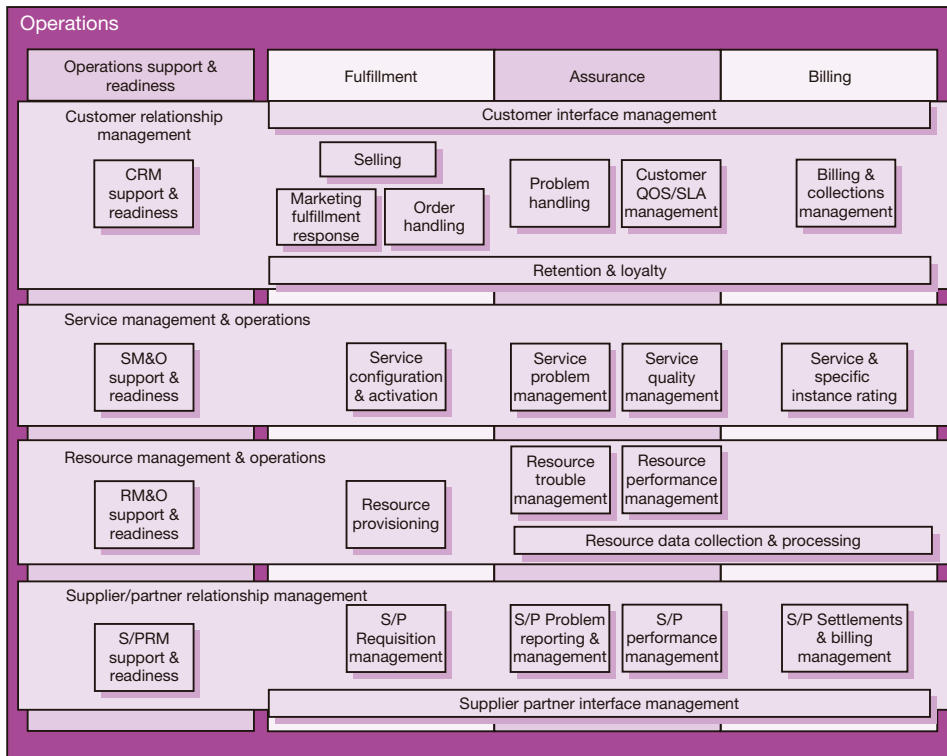 Operations
Operations support &
readiness
Fulfillment
Assurance
Billing
Customer relationship
management
Customer interface management
CRM
support &
readiness
Selling
Marketing
fulfillment
response
Order
handling
Problem
handling
Customer
QOS/SLA
management
Billing &
collections
management
Retention & loyalty
Service management & operations
SM&O
support &
readiness
Service
configuration
& activation
Service
problem
management
Service
quality
management
Service &
specific
instance rating
Resource management & operations
RM&O
support &
readiness
Resource
provisioning
Resource
trouble
management
Resource
performance
management
Resource data collection & processing
Supplier/partner relationship management
S/PRM
support &
readiness
S/P
Requisition
management
S/P Problem
reporting &
management
S/P
performance
management
S/P Settlements
& billing
management
Supplier partner interface management